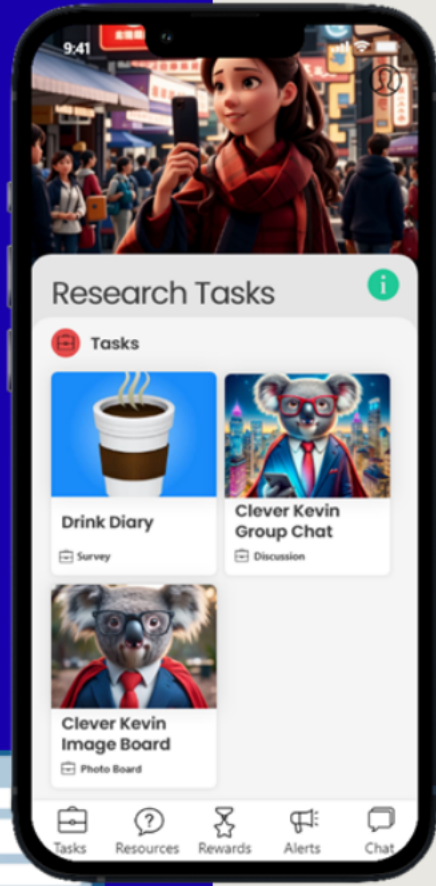 9:41
Research Tasks
i
Tasks
Drink Diary
Survey
Clever Kevin
Group Chat
Discussion
Clever Kevin
Image Board
Photo Board
Tasks
Resources
Rewards
Alerts
Chat